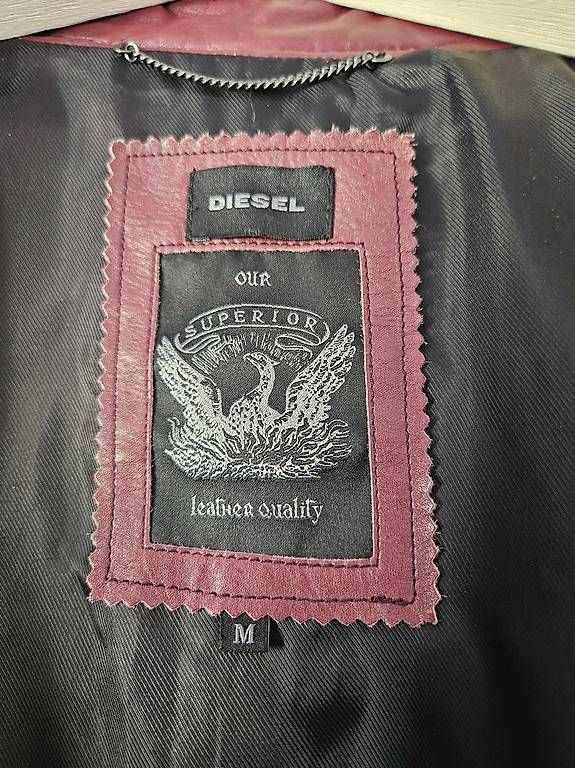 DIESEL
OUR
SUPERIOR
leather quality
M